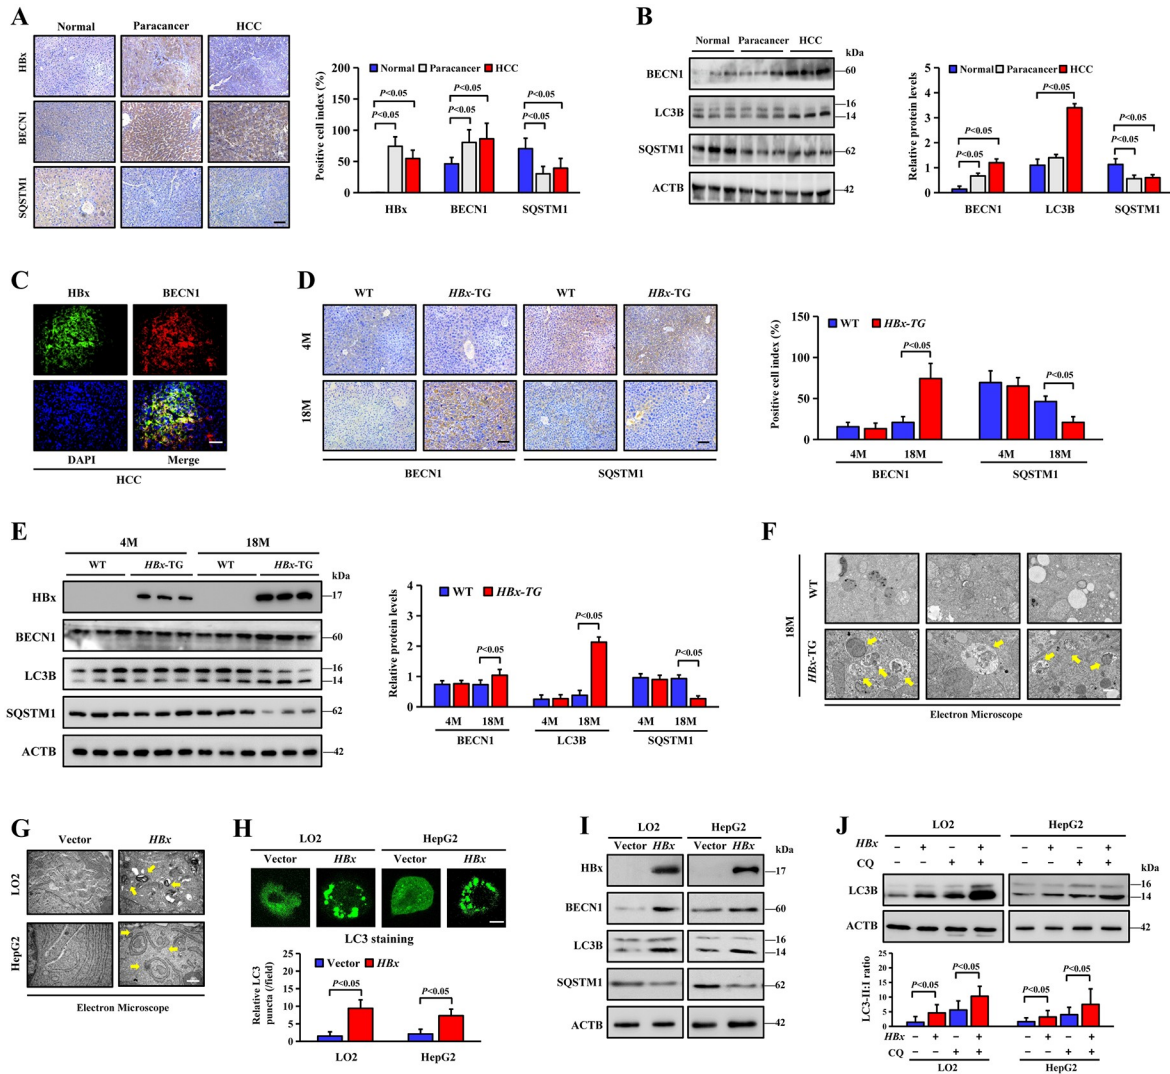 A
Normal Paracancer HCC
HBx
BECN1
SQSTM1
Positive cell index (%)
Normal Paracancer HCC
200
150
100
50
0
P<0.05
P<0.05
P<0.05
P<0.05
P<0.05
P<0.05
HBx BECN1 SQSTM1
B
Normal Paracancer HCC
kDa
BECN1 60
LC3B 16
14
SQSTM1 62
ACTB 42
Relative protein levels
Normal Paracancer HCC
5
4
3
2
1
0
P<0.05
P<0.05
P<0.05
P<0.05
P<0.05
BECN1 LC3B SQSTM1
C
HBx BECN1
DAPI Merge
HCC
D
WT HBx-TG WT HBx-TG
4M
18M
BECN1 SQSTM1
Positive cell index (%)
WT HBx-TG
150
100
50
0
P<0.05
P<0.05
4M 18M 4M 18M
BECN1 SQSTM1
E
4M 18M
WT HBx-TG WT HBx-TG
kDa
HBx 17
BECN1 60
LC3B 16
14
SQSTM1 62
ACTB 42
Relative protein levels
WT HBx-TG
4
3
2
1
0
P<0.05
P<0.05
P<0.05
4M 18M 4M 18M 4M 18M
BECN1 LC3B SQSTM1
F
WT
18M
HBx-TG
Electron Microscope
G
Vector HBx
LO2
HepG2
Electron Microscope
H
LO2 HepG2
Vector HBx Vector HBx
LC3 staining
Vector HBx
Relative LC3
puncta (/field)
25
20
15
10
5
0
P<0.05
P<0.05
LO2 HepG2
I
LO2 HepG2
Vector HBx Vector HBx
kDa
HBx 17
BECN1 60
LC3B 16
14
SQSTM1 62
ACTB 42
J
LO2 HepG2
HBx – + – + – + – +
CQ – – + + – – + +
kDa
LC3B 16
14
ACTB 42
LC3-II:I ratio
25
20
15
10
5
0
P<0.05
P<0.05
P<0.05
P<0.05
HBx – + – + – + – +
CQ – – + + – – + +
LO2 HepG2